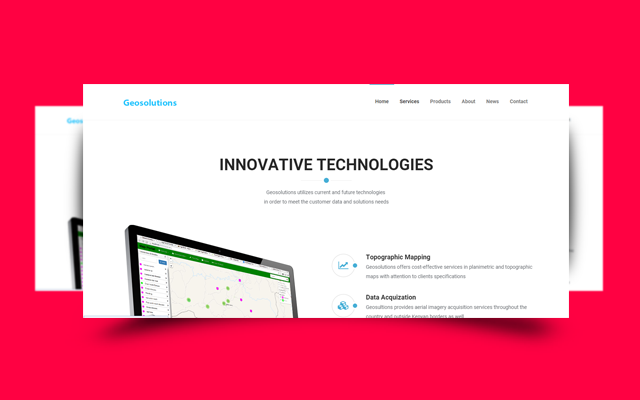 Geosolutions
Home Services Products About News Contact
INNOVATIVE TECHNOLOGIES
Geosolutions utilizes current and future technologies
in order to meet the customer data and solutions needs
Topographic Mapping
Geosolutions offers cost-effective services in planimetric and topographic
maps with attention to clients specifications
Data Acquization
Geosultions provides aerial imagery acquisition services throughout the
country and outside Kenyan borders as well